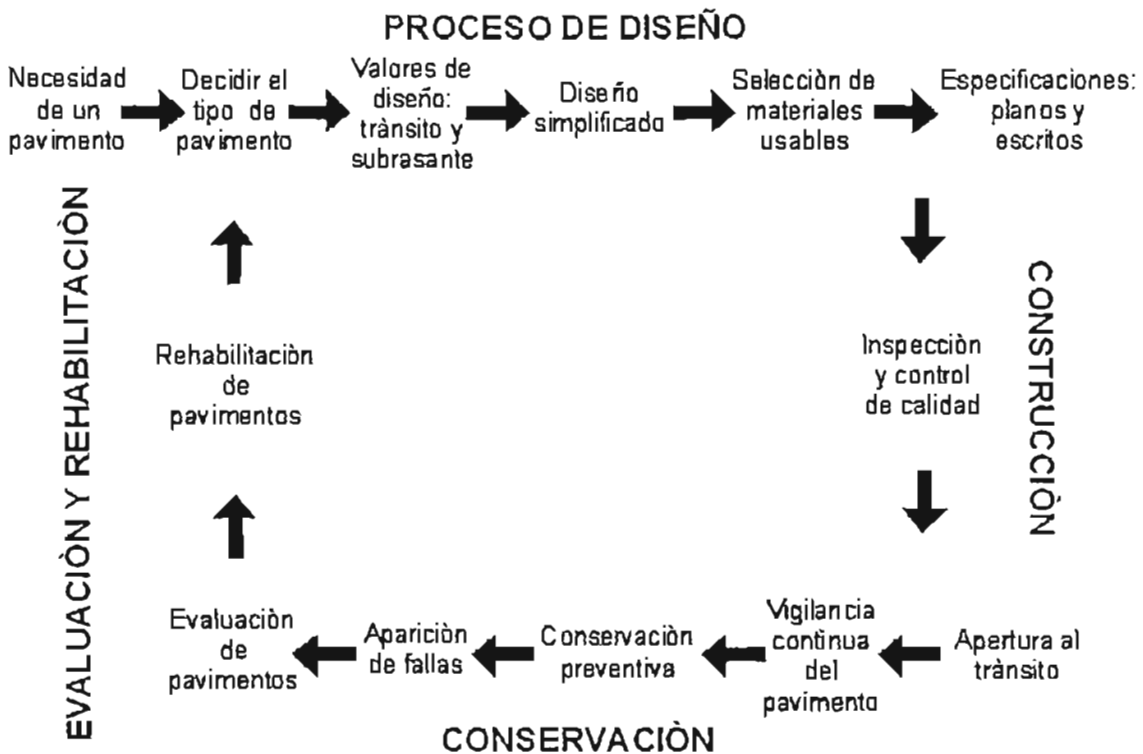 PROCESO DE DISEÑO
Necesidad
de un
pavimento
Decidir el
tipo de
pavimento
Valores de
diseño:
trànsito y
subrasante
Diseño
simplificado
Selecciòn de
materiales
usables
Especificaciones:
planos y
escritos
CONSTRUCCIÒN
Inspecciòn
y control
de calidad
Apertura al
trànsito
Vigilancia
continua
del
pavimento
Conservaciòn
preventiva
Apariciòn
de fallas
Evaluaciòn
de
pavimentos
CONSERVACIÒN
Rehabilitaciòn
de
pavimentos
EVALUACIÒN Y REHABILITACIÒN